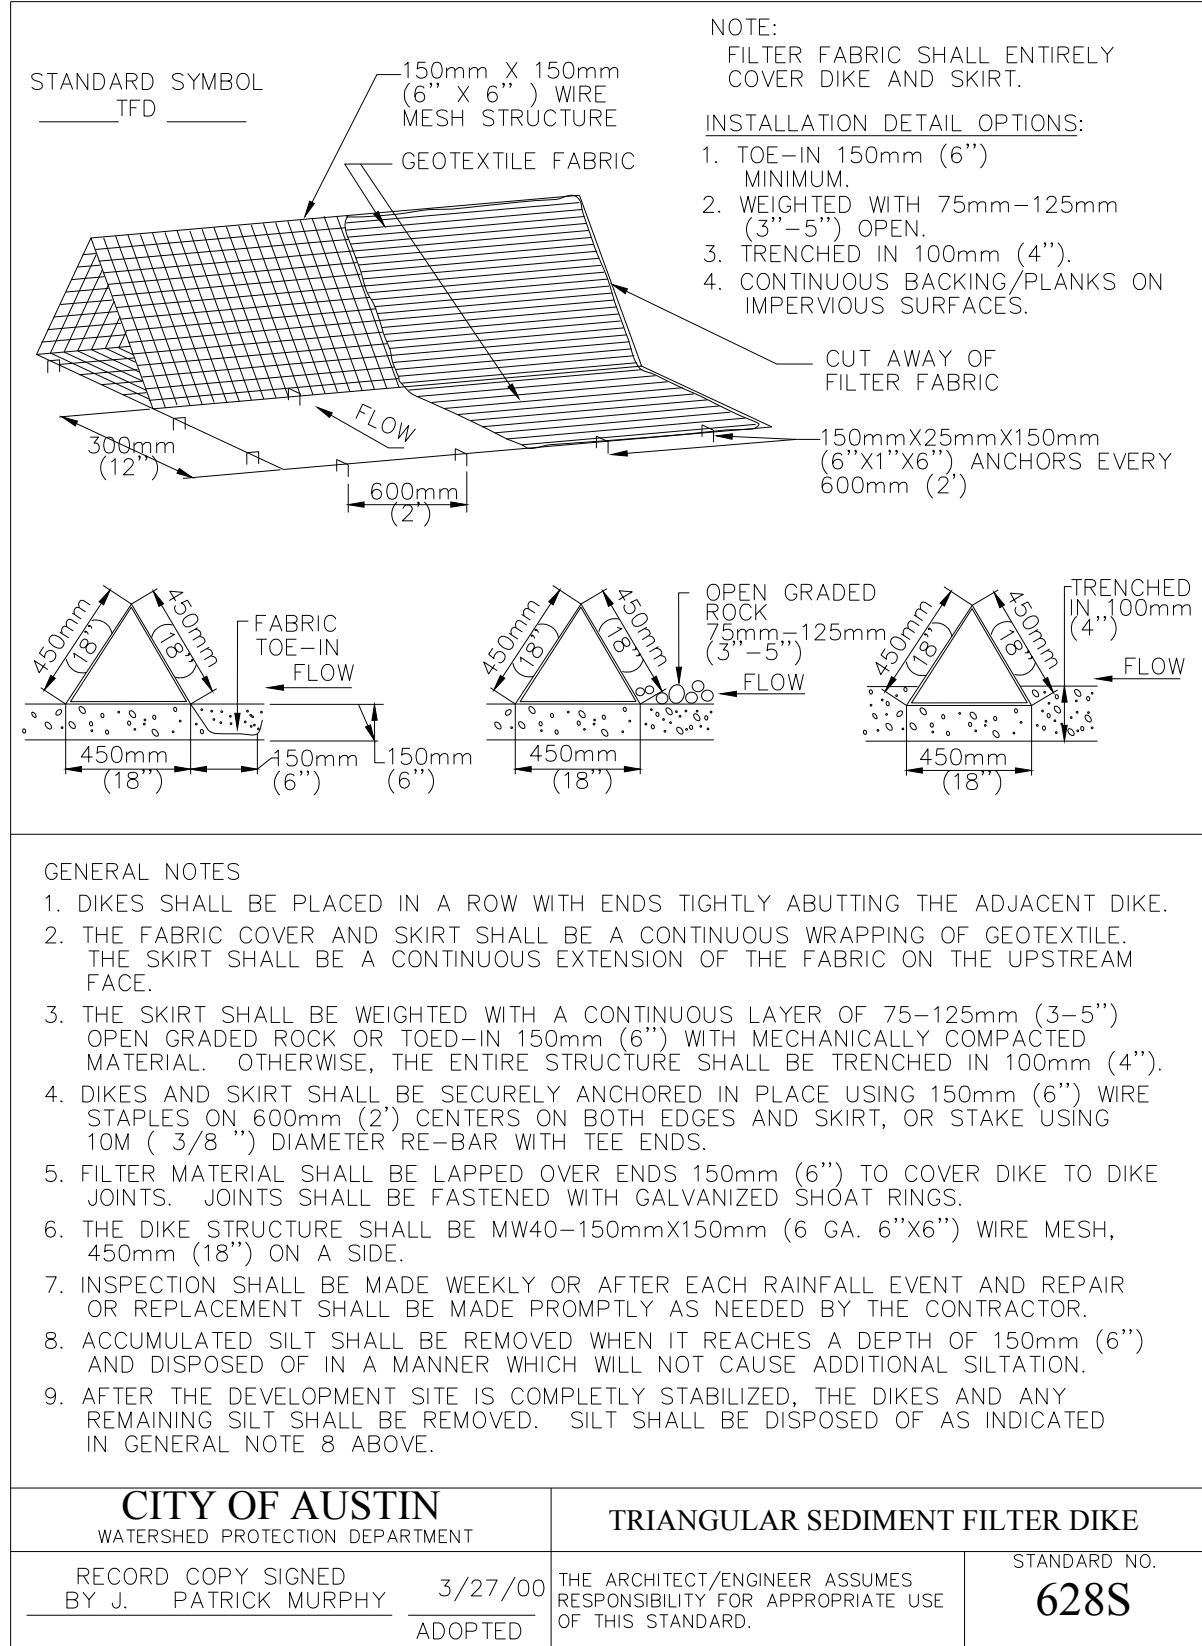 STANDARD SYMBOL
TFD
150mm X 150mm
(6" X 6" ) WIRE
MESH STRUCTURE
GEOTEXTILE FABRIC
NOTE:
FILTER FABRIC SHALL ENTIRELY
COVER DIKE AND SKIRT.
INSTALLATION DETAIL OPTIONS:
1. TOE-IN 150mm (6")
MINIMUM.
2. WEIGHTED WITH 75mm-125mm
(3"-5") OPEN.
3. TRENCHED IN 100mm (4").
4. CONTINUOUS BACKING/PLANKS ON
IMPERVIOUS SURFACES.
CUT AWAY OF
FILTER FABRIC
FLOW
300mm
(12")
600mm
(2')
150mmX25mmX150mm
(6"X1"X6") ANCHORS EVERY
600mm (2')
450mm
(18")
450mm
(18")
FABRIC
TOE-IN
FLOW
450mm
(18")
150mm
(6")
150mm
(6")
450mm
(18")
450mm
(18")
OPEN GRADED
ROCK
75mm-125mm
(3"-5")
FLOW
450mm
(18")
450mm
(18")
450mm
(18")
TRENCHED
IN 100mm
(4")
FLOW
450mm
(18")
GENERAL NOTES
1. DIKES SHALL BE PLACED IN A ROW WITH ENDS TIGHTLY ABUTTING THE ADJACENT DIKE.
2. THE FABRIC COVER AND SKIRT SHALL BE A CONTINUOUS WRAPPING OF GEOTEXTILE.
THE SKIRT SHALL BE A CONTINUOUS EXTENSION OF THE FABRIC ON THE UPSTREAM
FACE.
3. THE SKIRT SHALL BE WEIGHTED WITH A CONTINUOUS LAYER OF 75-125mm (3-5")
OPEN GRADED ROCK OR TOED-IN 150mm (6") WITH MECHANICALLY COMPACTED
MATERIAL. OTHERWISE, THE ENTIRE STRUCTURE SHALL BE TRENCHED IN 100mm (4").
4. DIKES AND SKIRT SHALL BE SECURELY ANCHORED IN PLACE USING 150mm (6") WIRE
STAPLES ON 600mm (2') CENTERS ON BOTH EDGES AND SKIRT, OR STAKE USING
10M ( 3/8 ") DIAMETER RE-BAR WITH TEE ENDS.
5. FILTER MATERIAL SHALL BE LAPPED OVER ENDS 150mm (6") TO COVER DIKE TO DIKE
JOINTS. JOINTS SHALL BE FASTENED WITH GALVANIZED SHOAT RINGS.
6. THE DIKE STRUCTURE SHALL BE MW40-150mmX150mm (6 GA. 6"X6") WIRE MESH,
450mm (18") ON A SIDE.
7. INSPECTION SHALL BE MADE WEEKLY OR AFTER EACH RAINFALL EVENT AND REPAIR
OR REPLACEMENT SHALL BE MADE PROMPTLY AS NEEDED BY THE CONTRACTOR.
8. ACCUMULATED SILT SHALL BE REMOVED WHEN IT REACHES A DEPTH OF 150mm (6")
AND DISPOSED OF IN A MANNER WHICH WILL NOT CAUSE ADDITIONAL SILTATION.
9. AFTER THE DEVELOPMENT SITE IS COMPLETLY STABILIZED, THE DIKES AND ANY
REMAINING SILT SHALL BE REMOVED. SILT SHALL BE DISPOSED OF AS INDICATED
IN GENERAL NOTE 8 ABOVE.
CITY OF AUSTIN
WATERSHED PROTECTION DEPARTMENT
TRIANGULAR SEDIMENT FILTER DIKE
RECORD COPY SIGNED
BY J. PATRICK MURPHY
3/27/00
ADOPTED
THE ARCHITECT/ENGINEER ASSUMES
RESPONSIBILITY FOR APPROPRIATE USE
OF THIS STANDARD.
STANDARD NO.
628S